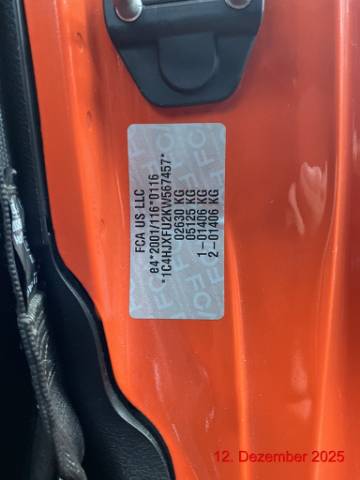 FCA US LLC
e4*2001/116*0116
*1C4HJXFU2KW567457*
02630 KG
05125 KG
1-01406 KG
2-01406 KG
12. Dezember 2025